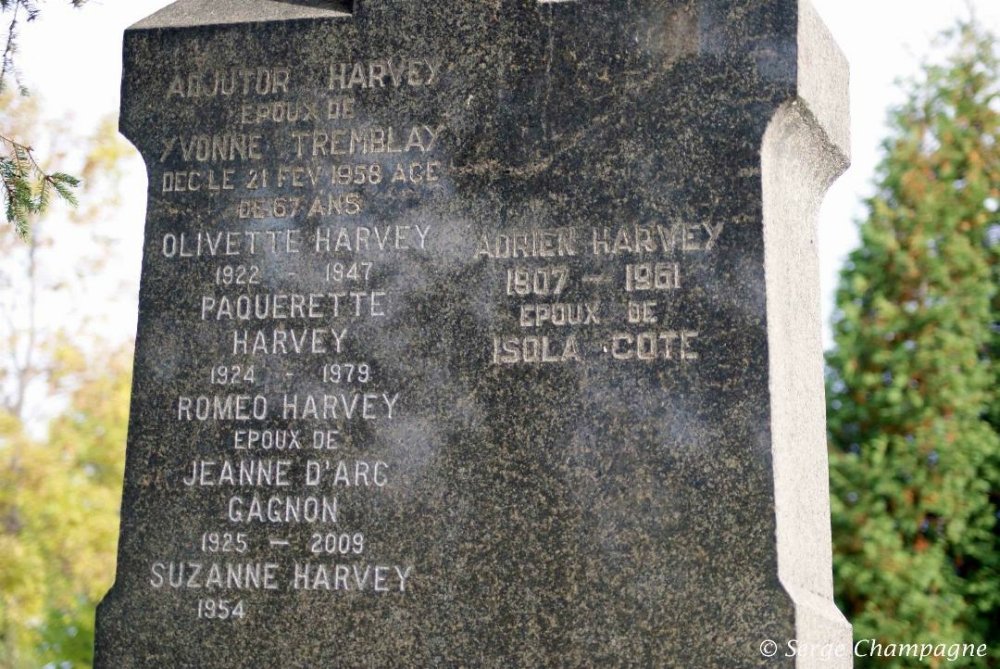 ADJUTOR HARVEY
EPOUX DE
YVONNE TREMBLAY
DEC LE 21 FEV 1958 AGE
DE 67 ANS
OLIVETTE HARVEY
1922 - 1947
PAQUERETTE
HARVEY
1924 - 1979
ROMEO HARVEY
EPOUX DE
JEANNE D'ARC
GAGNON
1925 - 2009
SUZANNE HARVEY
1954
ADRIEN HARVEY
1907 - 1961
EPOUX DE
ISOLA COTE
© Serge Champagne